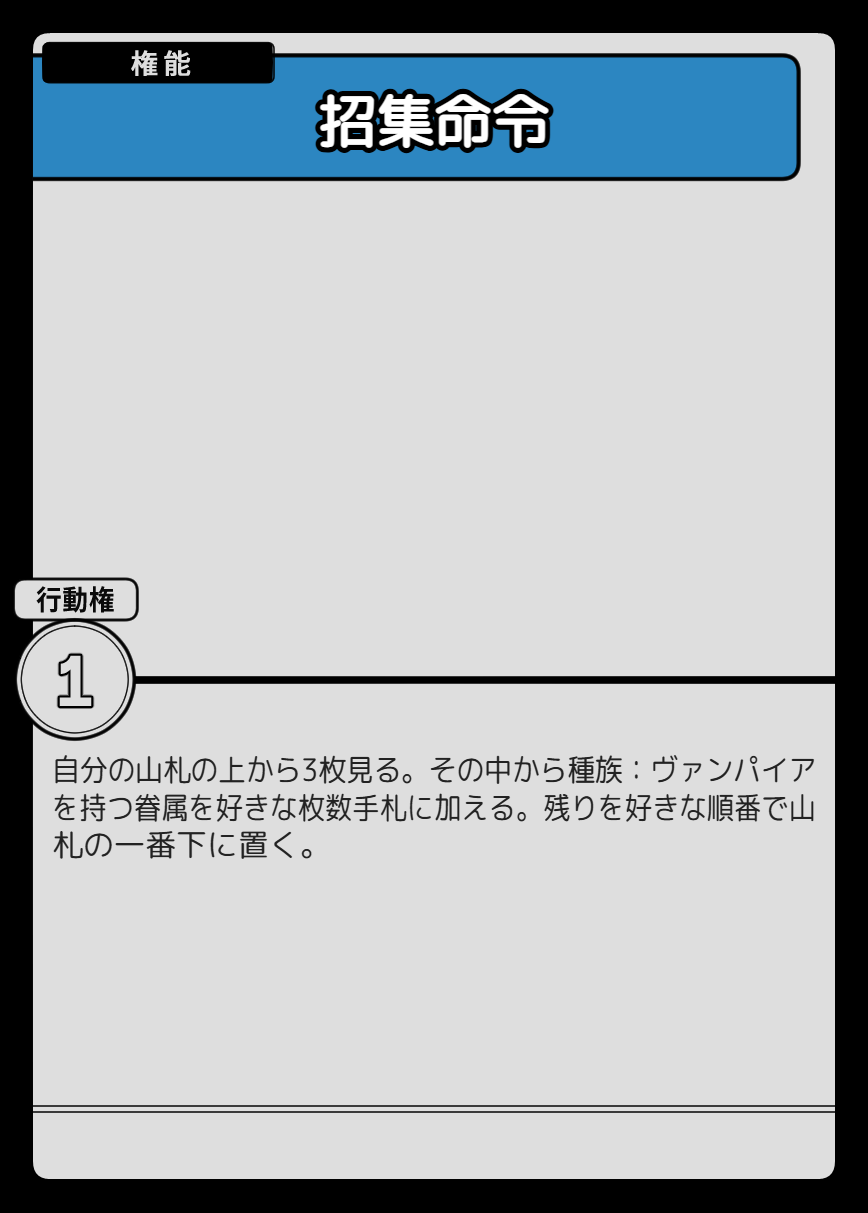 権能
招集命令
行動権
1
自分の山札の上から3枚見る。その中から種族：ヴァンパイア
を持つ眷属を好きな枚数手札に加える。残りを好きな順番で山
札の一番下に置く。